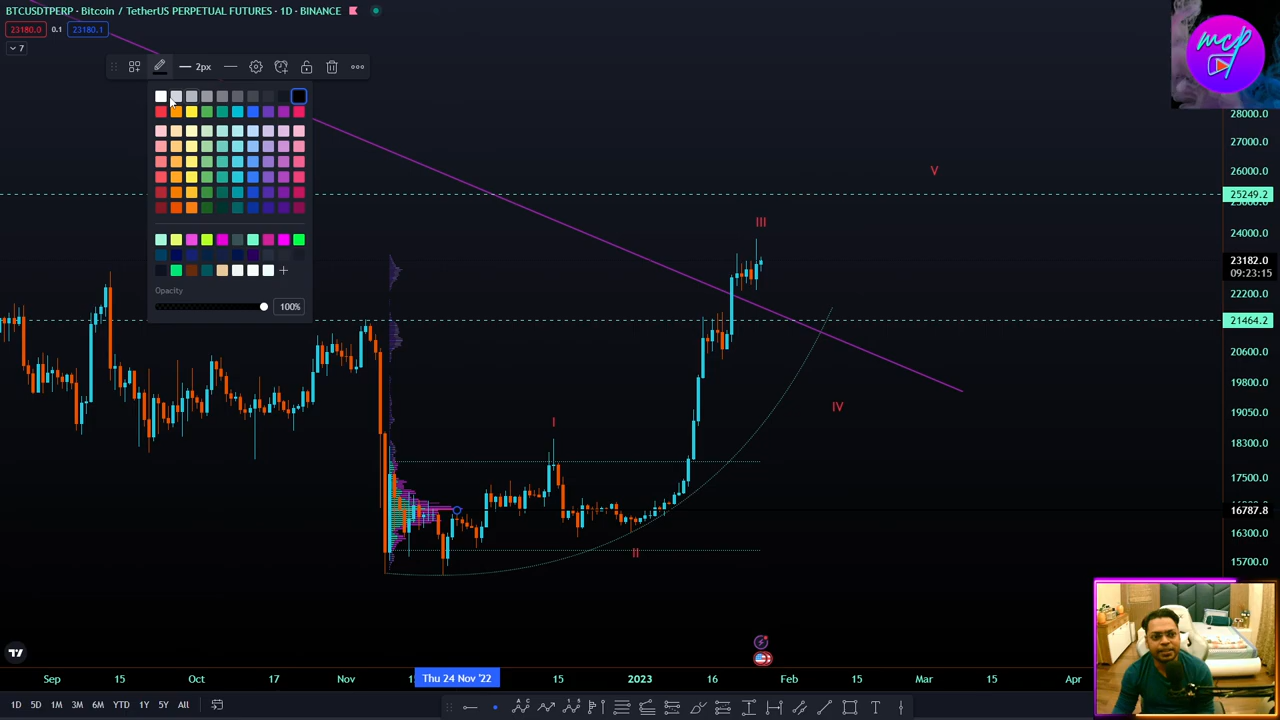 BTCUSDTPERP · Bitcoin / TetherUS PERPETUAL FUTURES · 1D · BINANCE
23180.0 0.1 23180.1
7
2px
mcp
28000.0
27000.0
26000.0
V
25249.2
25000.0
III
24000.0
23182.0
09:23:15
22200.0
Opacity
100%
21464.2
20600.0
19800.0
IV
19050.0
I
18300.0
17500.0
16787.8
16300.0
II
15700.0
Sep 15 Oct 17 Nov Thu 24 Nov '22 15 2023 16 Feb 15 Mar 15 Apr
1D 5D 1M 3M 6M YTD 1Y 5Y All